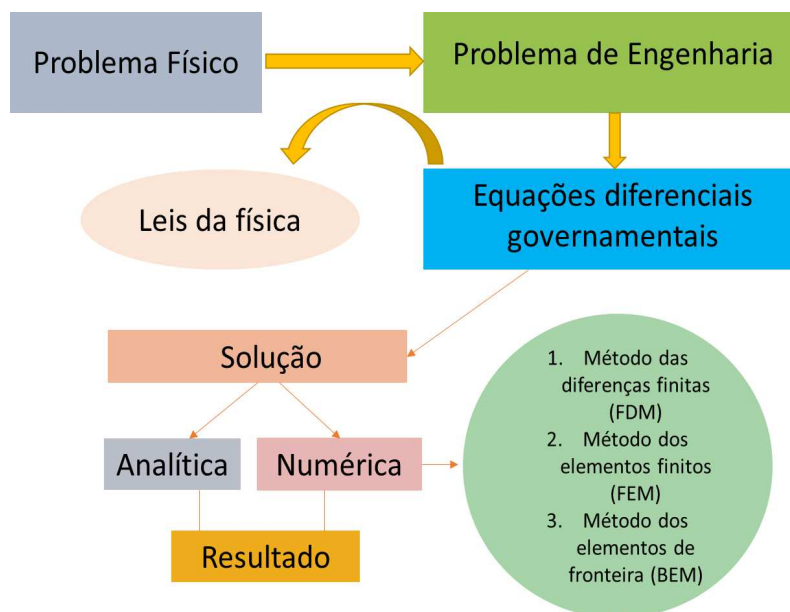 Problema Físico
Problema de Engenharia
Leis da física
Equações diferenciais
governamentais
Solução
Analítica
Numérica
Resultado
1. Método das
diferenças finitas
(FDM)
2. Método dos
elementos finitos
(FEM)
3. Método dos
elementos de
fronteira (BEM)